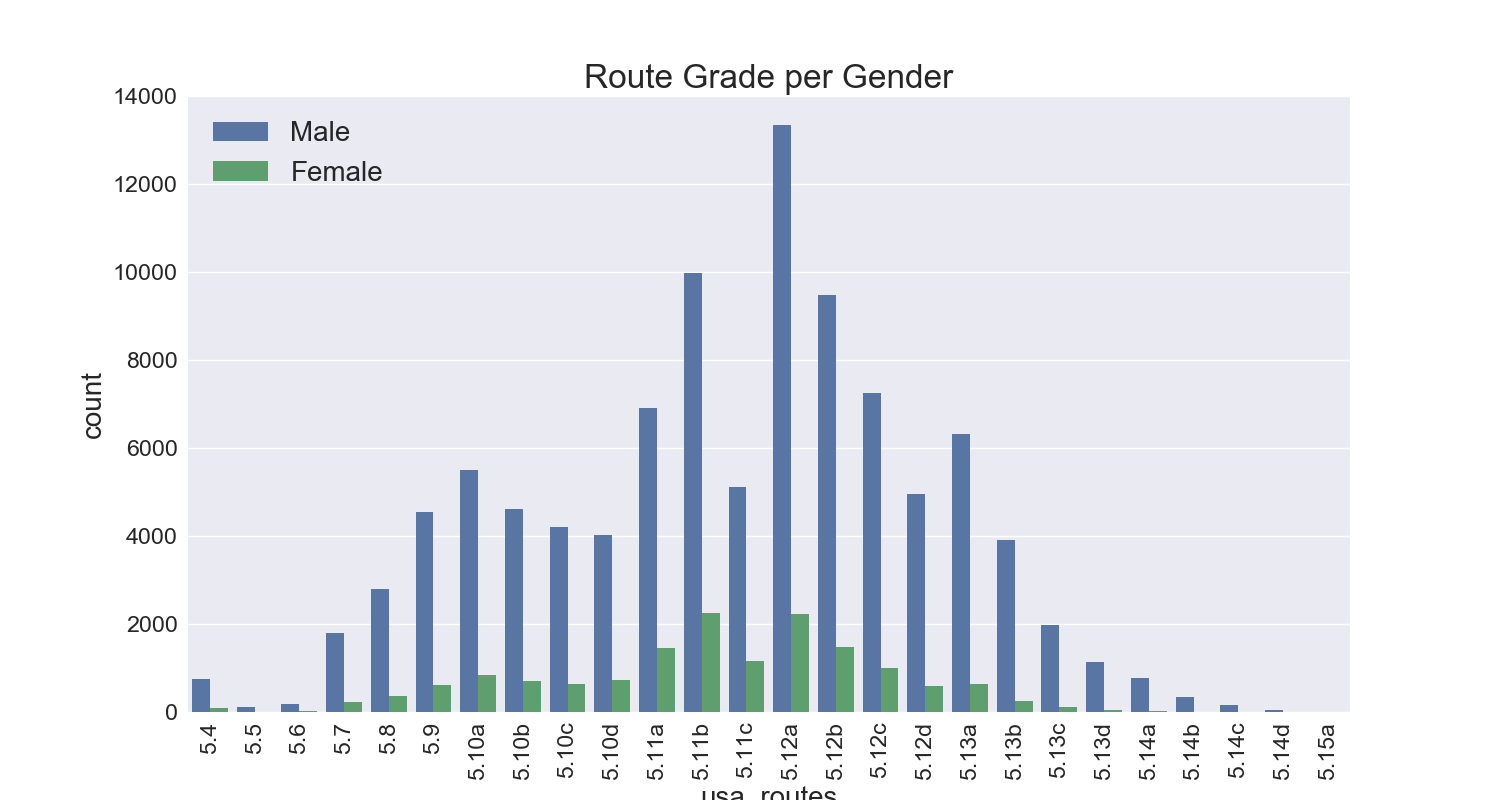 Route Grade per Gender
14000
12000
10000
8000
6000
4000
2000
0
count
Male
Female
5.4 5.5 5.6 5.7 5.8 5.9 5.10a 5.10b 5.10c 5.10d 5.11a 5.11b 5.11c 5.12a 5.12b 5.12c 5.12d 5.13a 5.13b 5.13c 5.13d 5.14a 5.14b 5.14c 5.14d 5.15a
usa_routes